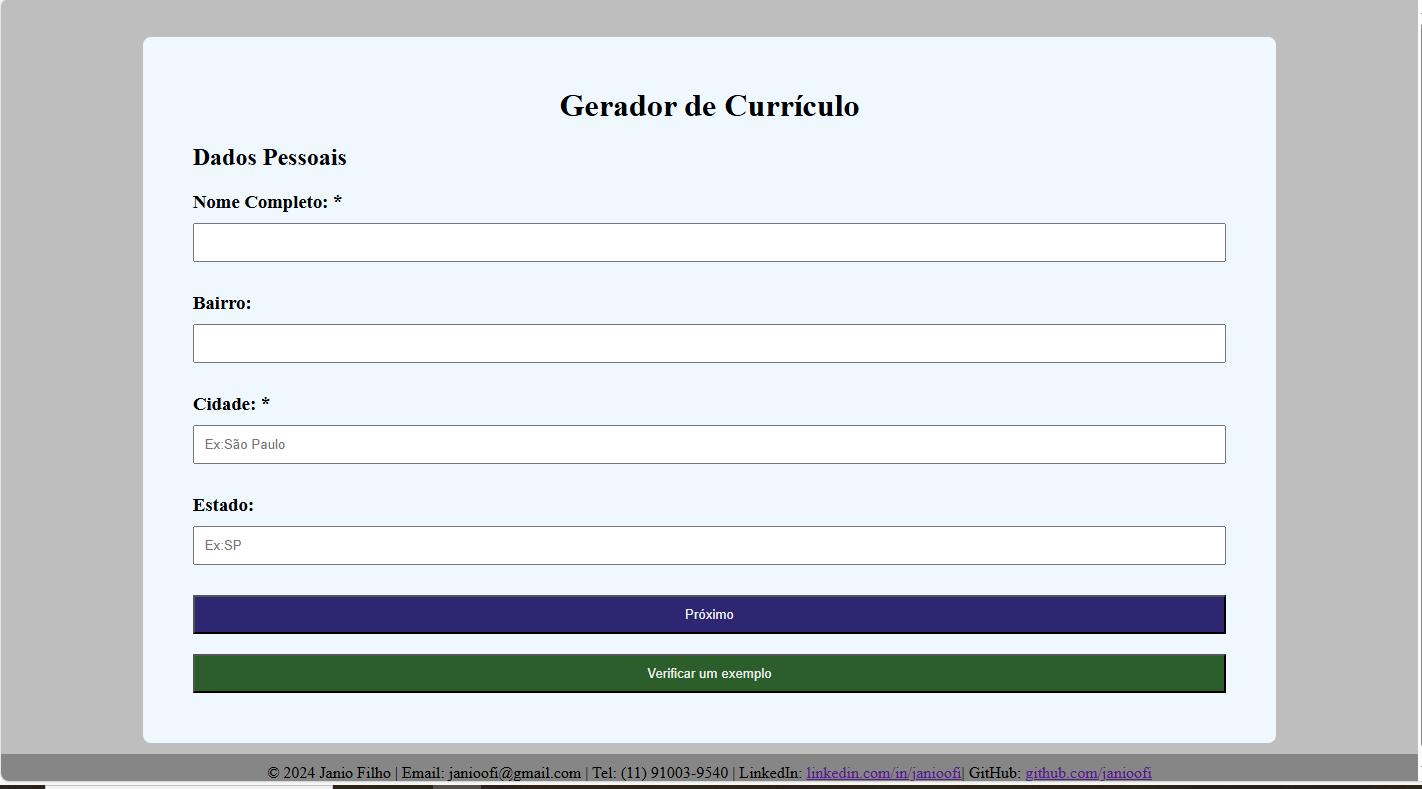 Gerador de Currículo
Dados Pessoais
Nome Completo: *
Bairro:
Cidade: *
Ex:São Paulo
Estado:
Ex:SP
Próximo
Verificar um exemplo
© 2024 Janio Filho | Email: janioofi@gmail.com | Tel: (11) 91003-9540 | LinkedIn: linkedin.com/in/janioofi| GitHub: github.com/janioofi